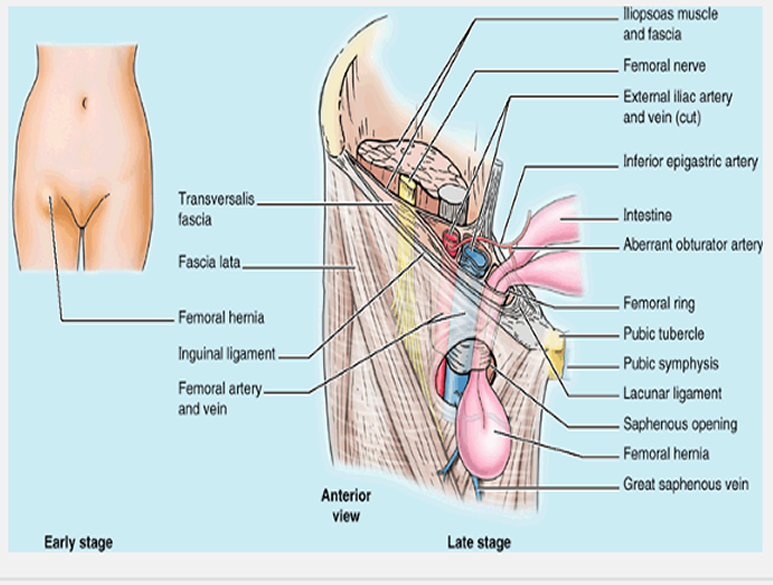 Iliopsoas muscle
and fascia
Femoral nerve
External iliac artery
and vein (cut)
Inferior epigastric artery
Intestine
Aberrant obturator artery
Femoral ring
Pubic tubercle
Pubic symphysis
Lacunar ligament
Saphenous opening
Femoral hernia
Great saphenous vein
Transversalis
fascia
Fascia lata
Femoral hernia
Inguinal ligament
Femoral artery
and vein
Anterior
view
Early stage
Late stage